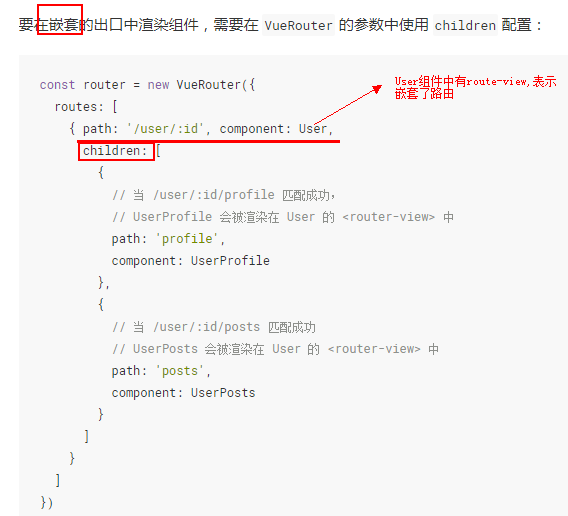 要在嵌套的出口中渲染组件，需要在 VueRouter 的参数中使用 children 配置：
const router = new VueRouter({
User组件中有route-view,表示
嵌套了路由
routes: [
{ path: '/user/:id', component: User,
children: [
{
// 当 /user/:id/profile 匹配成功，
// UserProfile 会被渲染在 User 的 <router-view> 中
path: 'profile',
component: UserProfile
},
{
// 当 /user/:id/posts 匹配成功
// UserPosts 会被渲染在 User 的 <router-view> 中
path: 'posts',
component: UserPosts
}
]
}
]
})